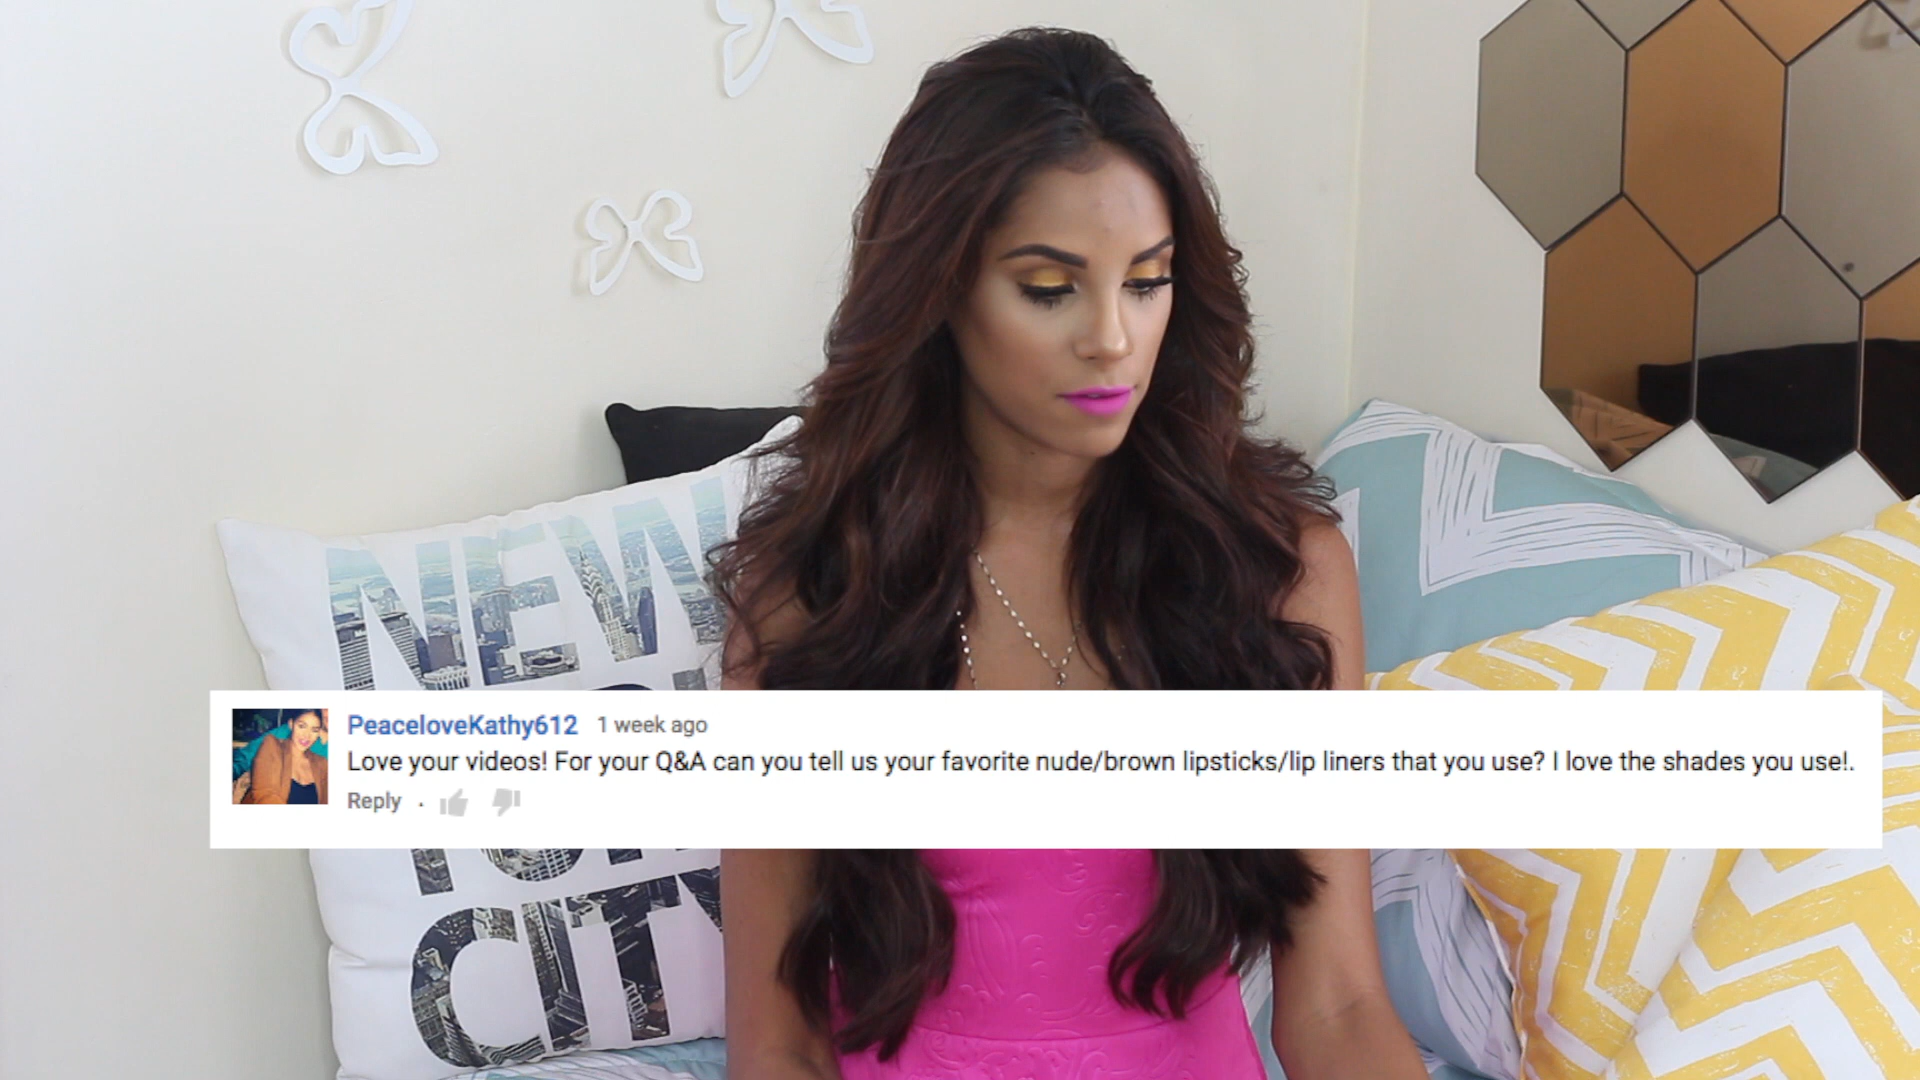 NEW
YORK
CITY
PeaceloveKathy612 1 week ago
Love your videos! For your Q&A can you tell us your favorite nude/brown lipsticks/lip liners that you use? I love the shades you use!.
Reply .